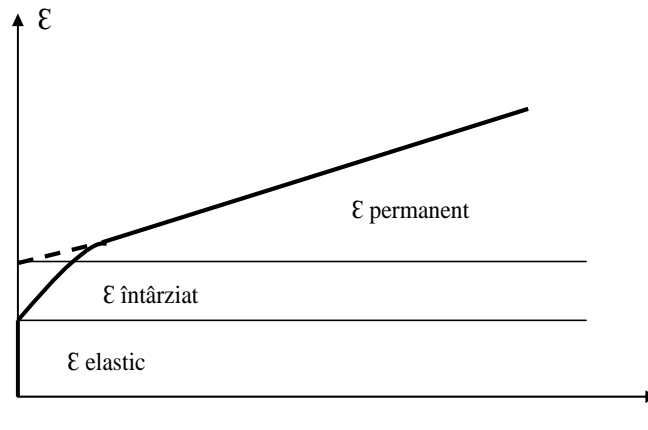 ε
ε permanent
ε întârziat
ε elastic